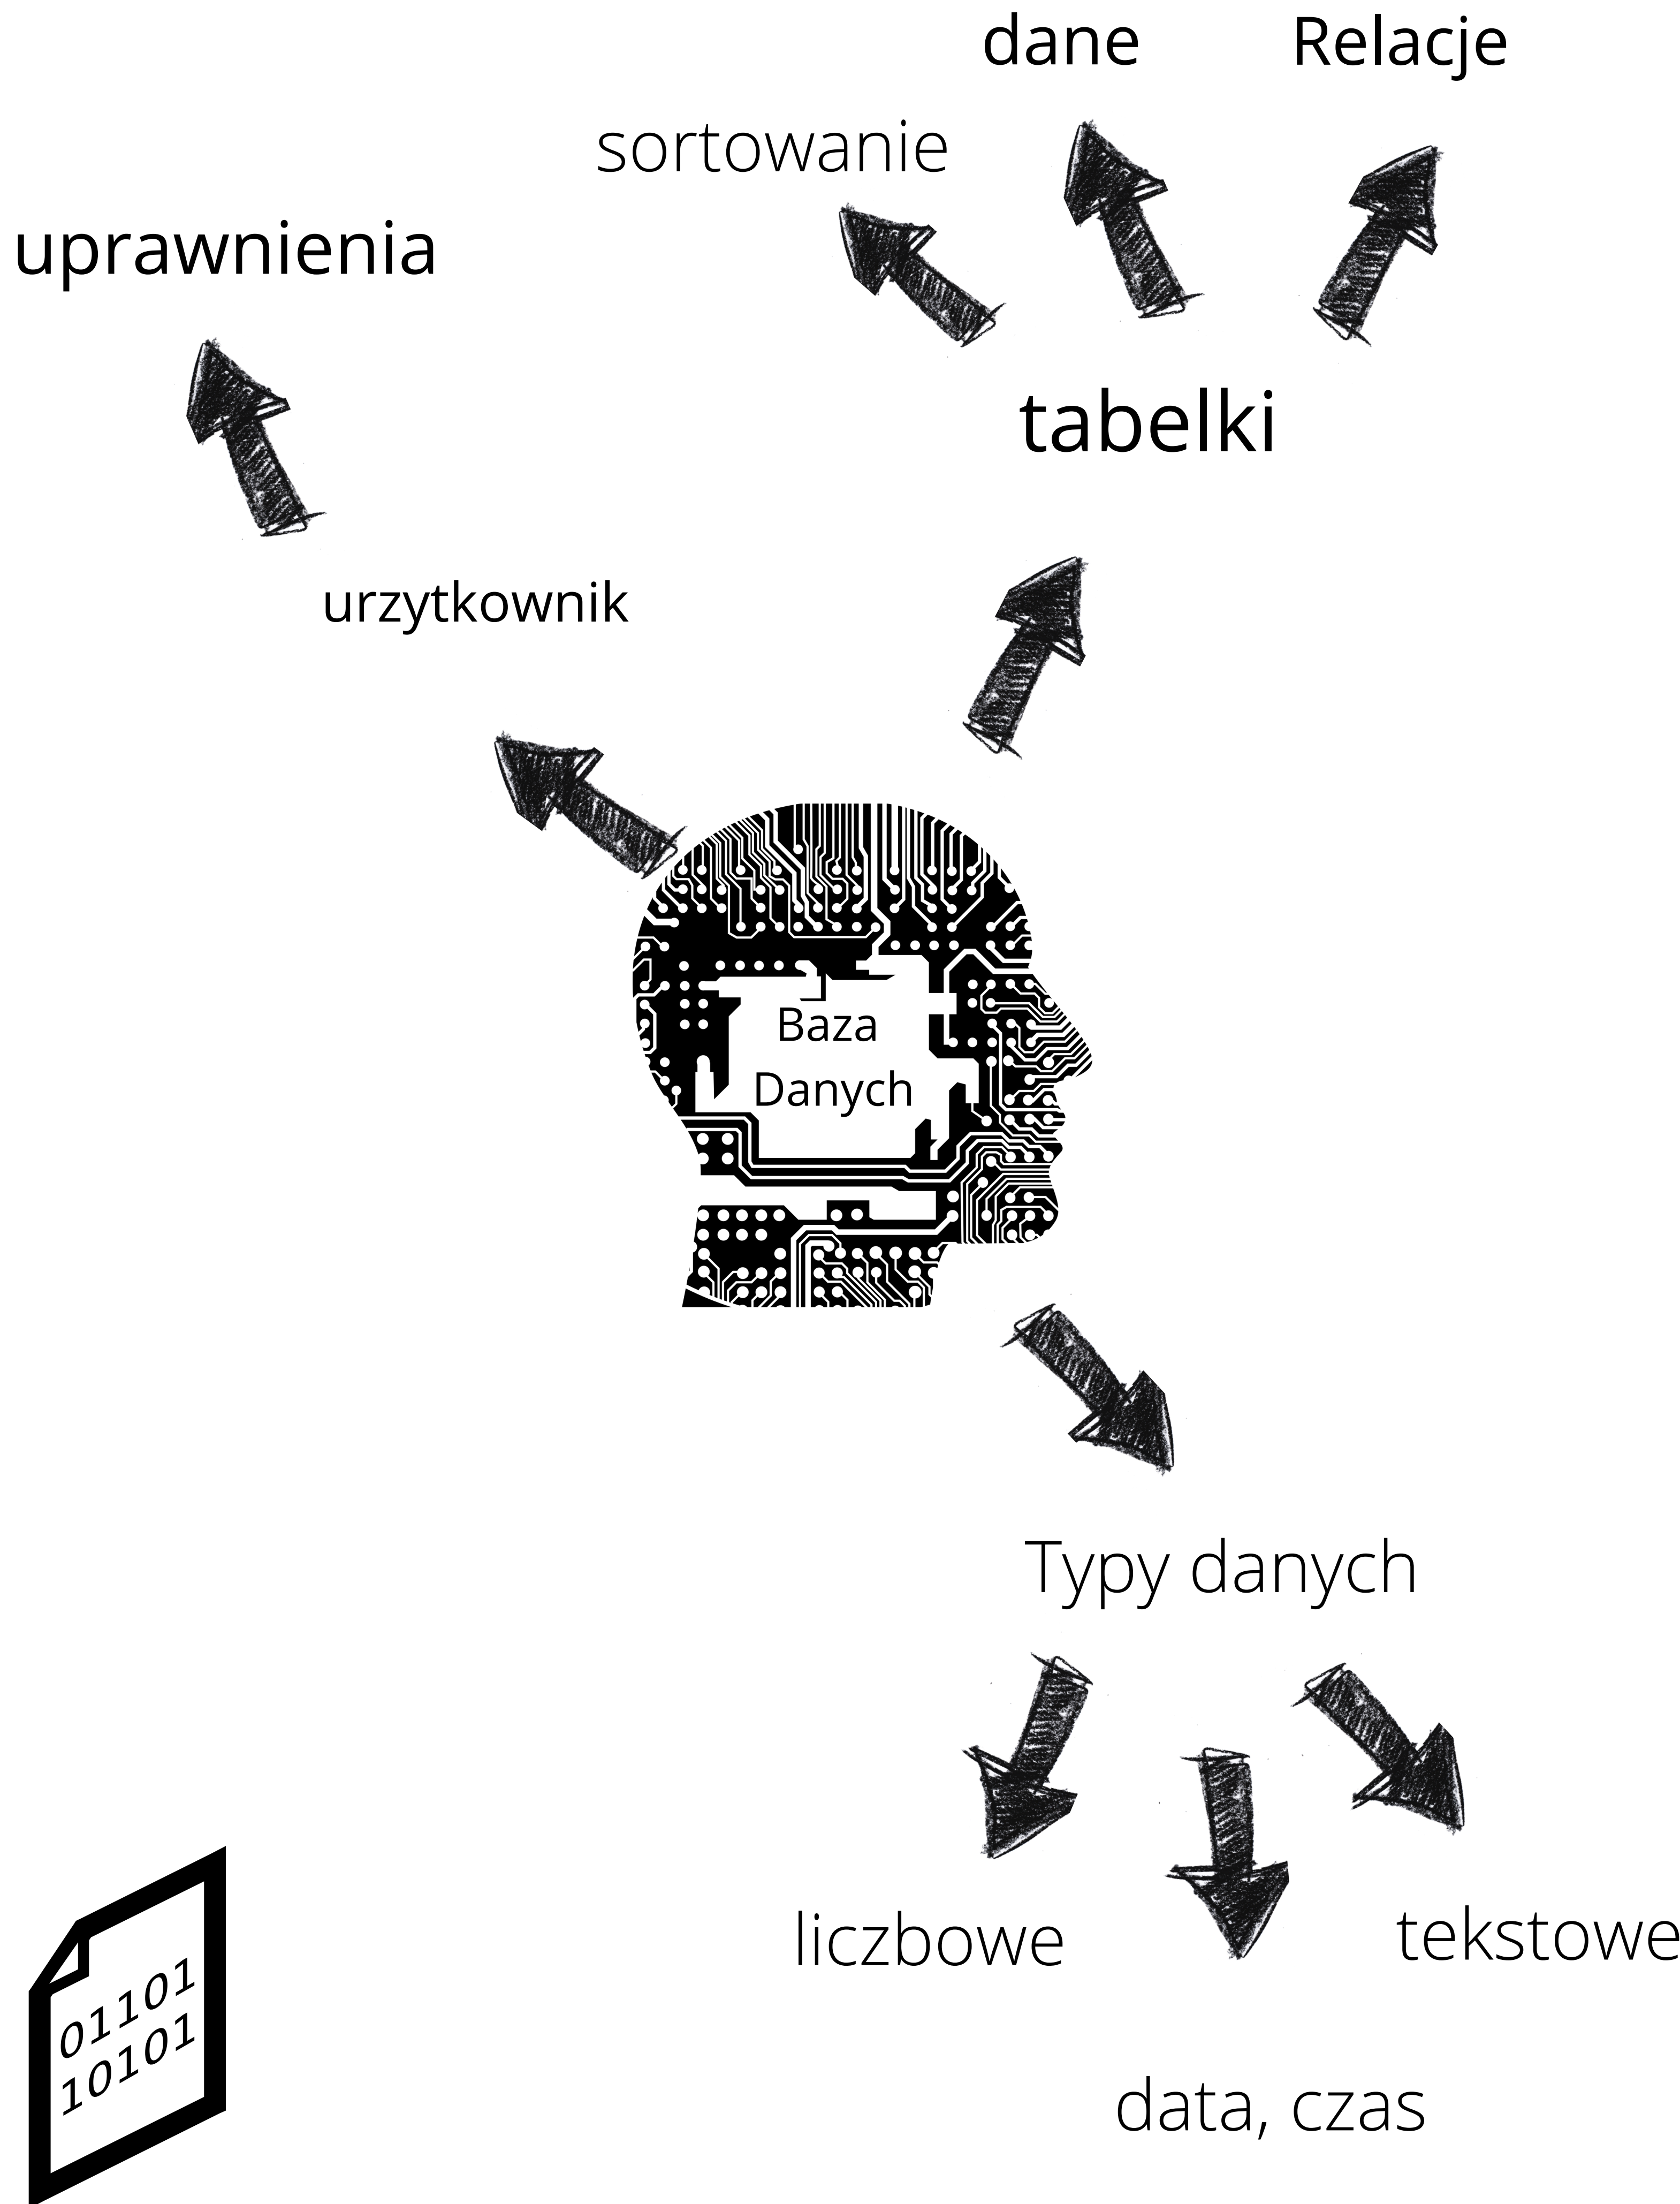 dane
Relacje
sortowanie
uprawnienia
tabelki
urzytkownik
Baza
Danych
Typy danych
liczbowe
tekstowe
data, czas
01101
10101